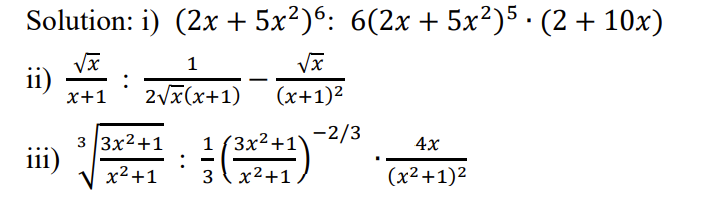 Solution: i) (2x + 5x²)⁶: 6(2x + 5x²)⁵ · (2 + 10x)
ii) √x/(x+1) : 1/(2√x(x+1)) − √x/(x+1)²
iii) ∛((3x²+1)/(x²+1)) : 1/3 ((3x²+1)/(x²+1))^(−2/3) · 4x/(x²+1)²